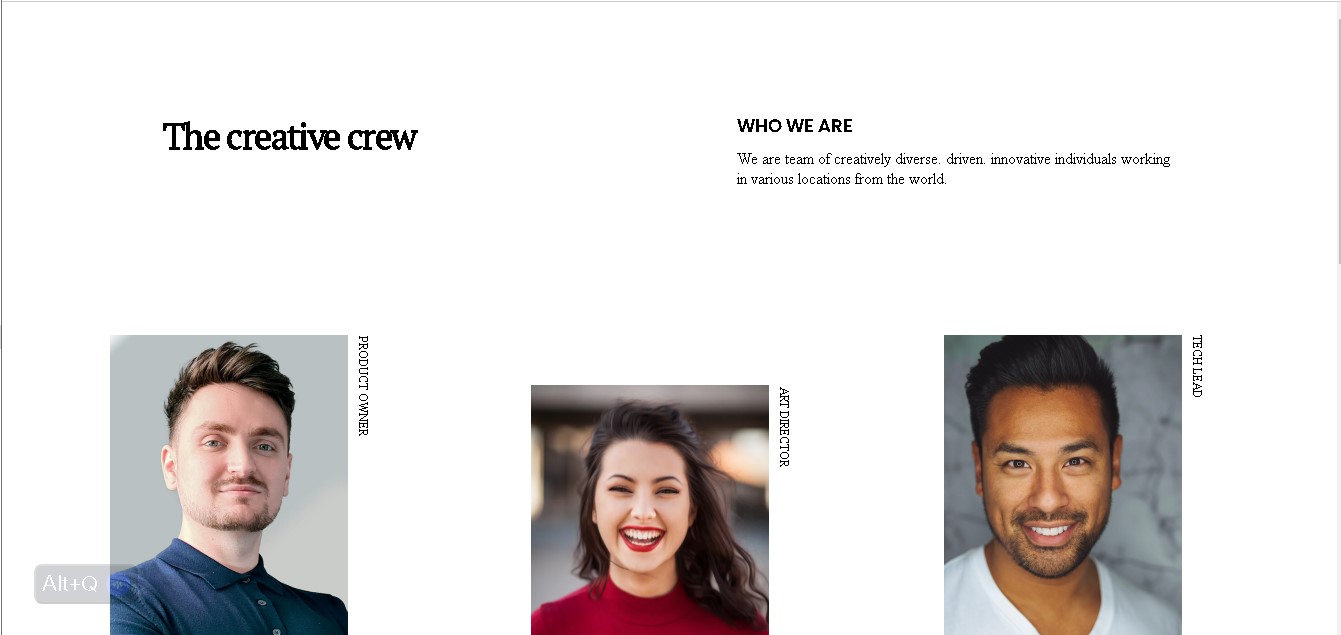 The creative crew
WHO WE ARE
We are team of creatively diverse. driven. innovative individuals working
in various locations from the world.
PRODUCT OWNER
ART DIRECTOR
TECH LEAD
Alt+Q